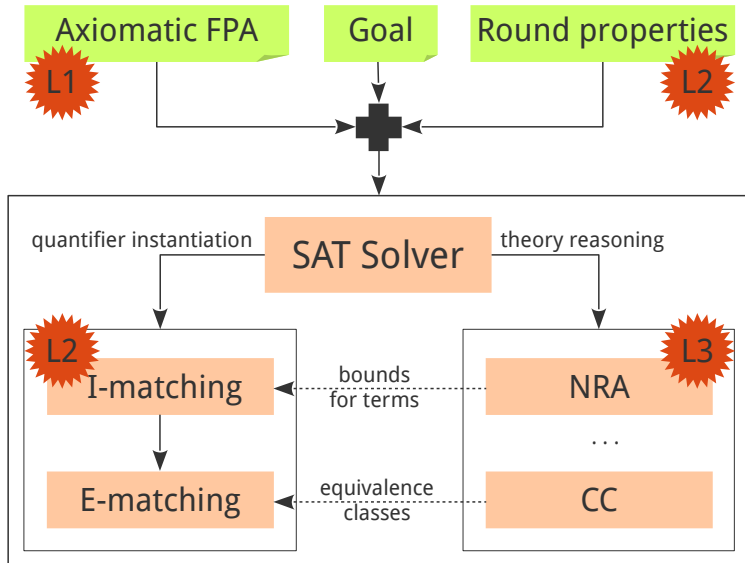 Axiomatic FPA
Goal
Round properties
L1
L2
quantifier instantiation
SAT Solver
theory reasoning
L2
L3
I-matching
bounds
for terms
NRA
...
E-matching
equivalence
classes
CC